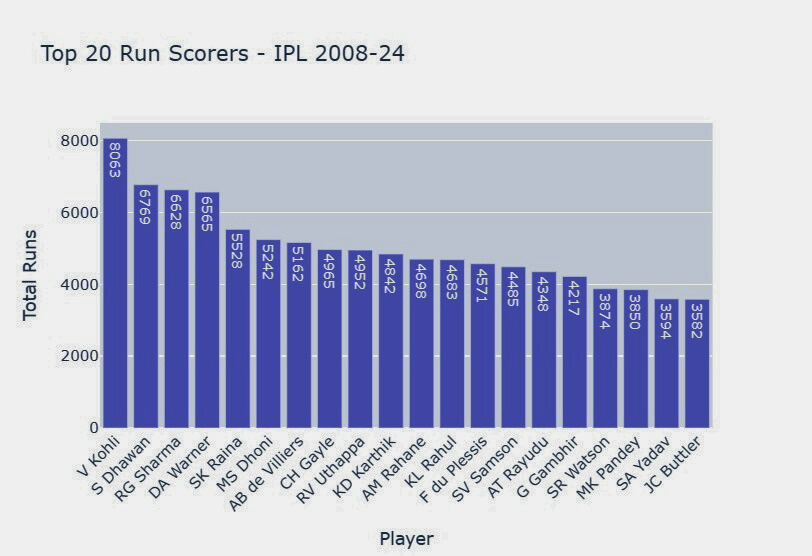 Top 20 Run Scorers - IPL 2008-24
Total Runs
8000
6000
4000
2000
0
8063
6769
6628
6565
5528
5242
5162
4965
4952
4842
4698
4683
4571
4485
4348
4217
3874
3850
3594
3582
V Kohli
S Dhawan
RG Sharma
DA Warner
SK Raina
MS Dhoni
AB de Villiers
CH Gayle
RV Uthappa
KD Karthik
AM Rahane
KL Rahul
F du Plessis
SV Samson
AT Rayudu
G Gambhir
SR Watson
MK Pandey
SA Yadav
JC Buttler
Player